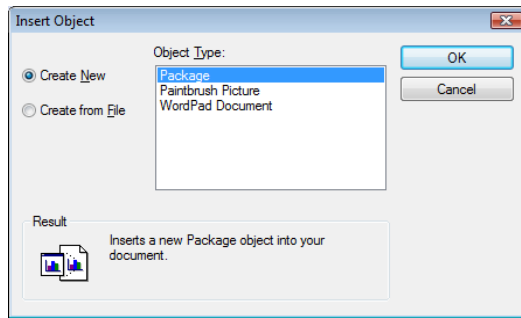 Insert Object
Object Type:
Create New
Create from File
Package
Paintbrush Picture
WordPad Document
OK
Cancel
Result
Inserts a new Package object into your
document.